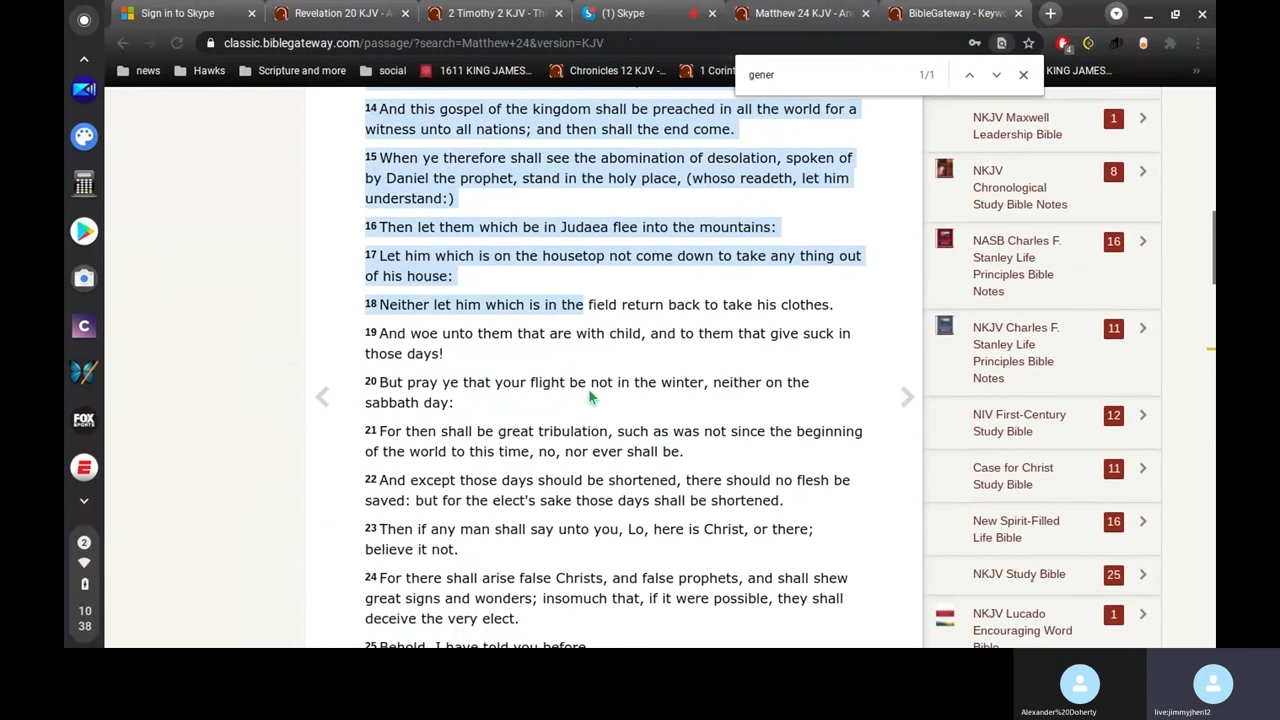 Sign in to Skype
Revelation 20 KJV - A
2 Timothy 2 KJV - Th
(1) Skype
Matthew 24 KJV - An
BibleGateway - Keyw
classic.biblegateway.com/passage/?search=Matthew+24&version=KJV
4
news
Hawks
Scripture and more
social
1611 KING JAMES...
Chronicles 12 KJV -...
1 Corint
KING JAMES...
gener
1/1
14 And this gospel of the kingdom shall be preached in all the world for a
witness unto all nations; and then shall the end come.
15 When ye therefore shall see the abomination of desolation, spoken of
by Daniel the prophet, stand in the holy place, (whoso readeth, let him
understand:)
16 Then let them which be in Judaea flee into the mountains:
17 Let him which is on the housetop not come down to take any thing out
of his house:
18 Neither let him which is in the field return back to take his clothes.
19 And woe unto them that are with child, and to them that give suck in
those days!
20 But pray ye that your flight be not in the winter, neither on the
sabbath day:
21 For then shall be great tribulation, such as was not since the beginning
of the world to this time, no, nor ever shall be.
22 And except those days should be shortened, there should no flesh be
saved: but for the elect's sake those days shall be shortened.
23 Then if any man shall say unto you, Lo, here is Christ, or there;
believe it not.
24 For there shall arise false Christs, and false prophets, and shall shew
great signs and wonders; insomuch that, if it were possible, they shall
deceive the very elect.
25 Behold, I have told you before.
NKJV Maxwell
Leadership Bible
1
NKJV
Chronological
Study Bible Notes
8
NASB Charles F.
Stanley Life
Principles Bible
Notes
16
NKJV Charles F.
Stanley Life
Principles Bible
Notes
11
NIV First-Century
Study Bible
12
Case for Christ
Study Bible
11
New Spirit-Filled
Life Bible
16
NKJV Study Bible
25
NKJV Lucado
Encouraging Word
Bible
1
C
FOX
SPORTS
E
2
10
38
Alexander%20Doherty
live:jimmyjhen12